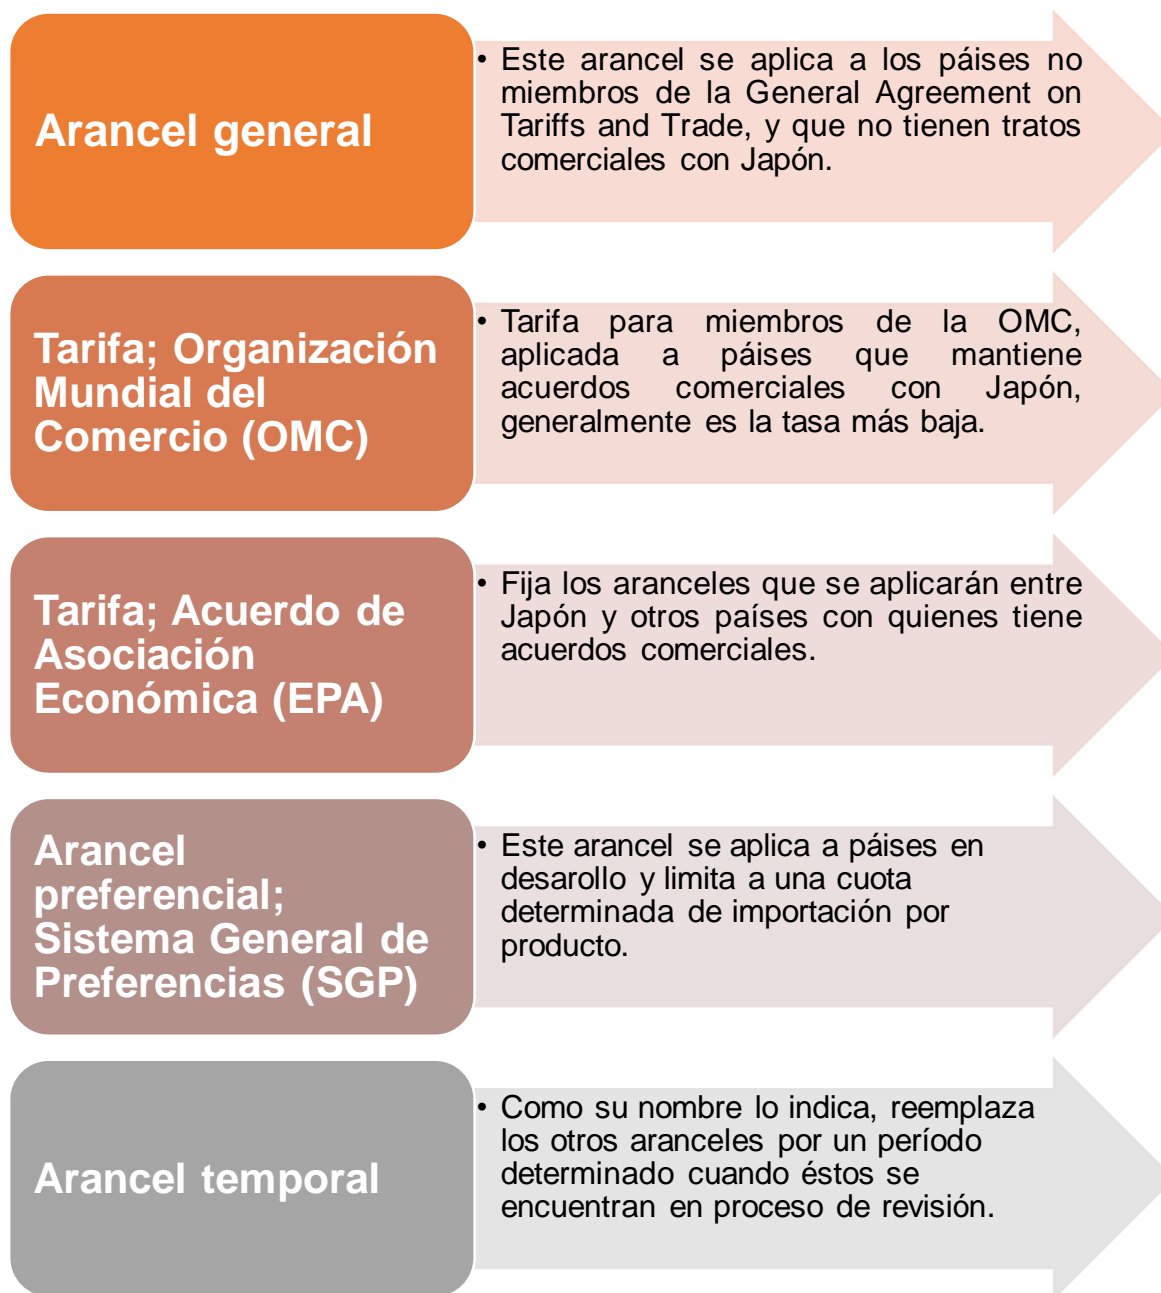 Arancel general
• Este arancel se aplica a los páises no
miembros de la General Agreement on
Tariffs and Trade, y que no tienen tratos
comerciales con Japón.
Tarifa; Organización
Mundial del
Comercio (OMC)
• Tarifa para miembros de la OMC,
aplicada a páises que mantiene
acuerdos comerciales con Japón,
generalmente es la tasa más baja.
Tarifa; Acuerdo de
Asociación
Económica (EPA)
• Fija los aranceles que se aplicarán entre
Japón y otros países con quienes tiene
acuerdos comerciales.
Arancel
preferencial;
Sistema General de
Preferencias (SGP)
• Este arancel se aplica a páises en
desarollo y limita a una cuota
determinada de importación por
producto.
Arancel temporal
• Como su nombre lo indica, reemplaza
los otros aranceles por un período
determinado cuando éstos se
encuentran en proceso de revisión.